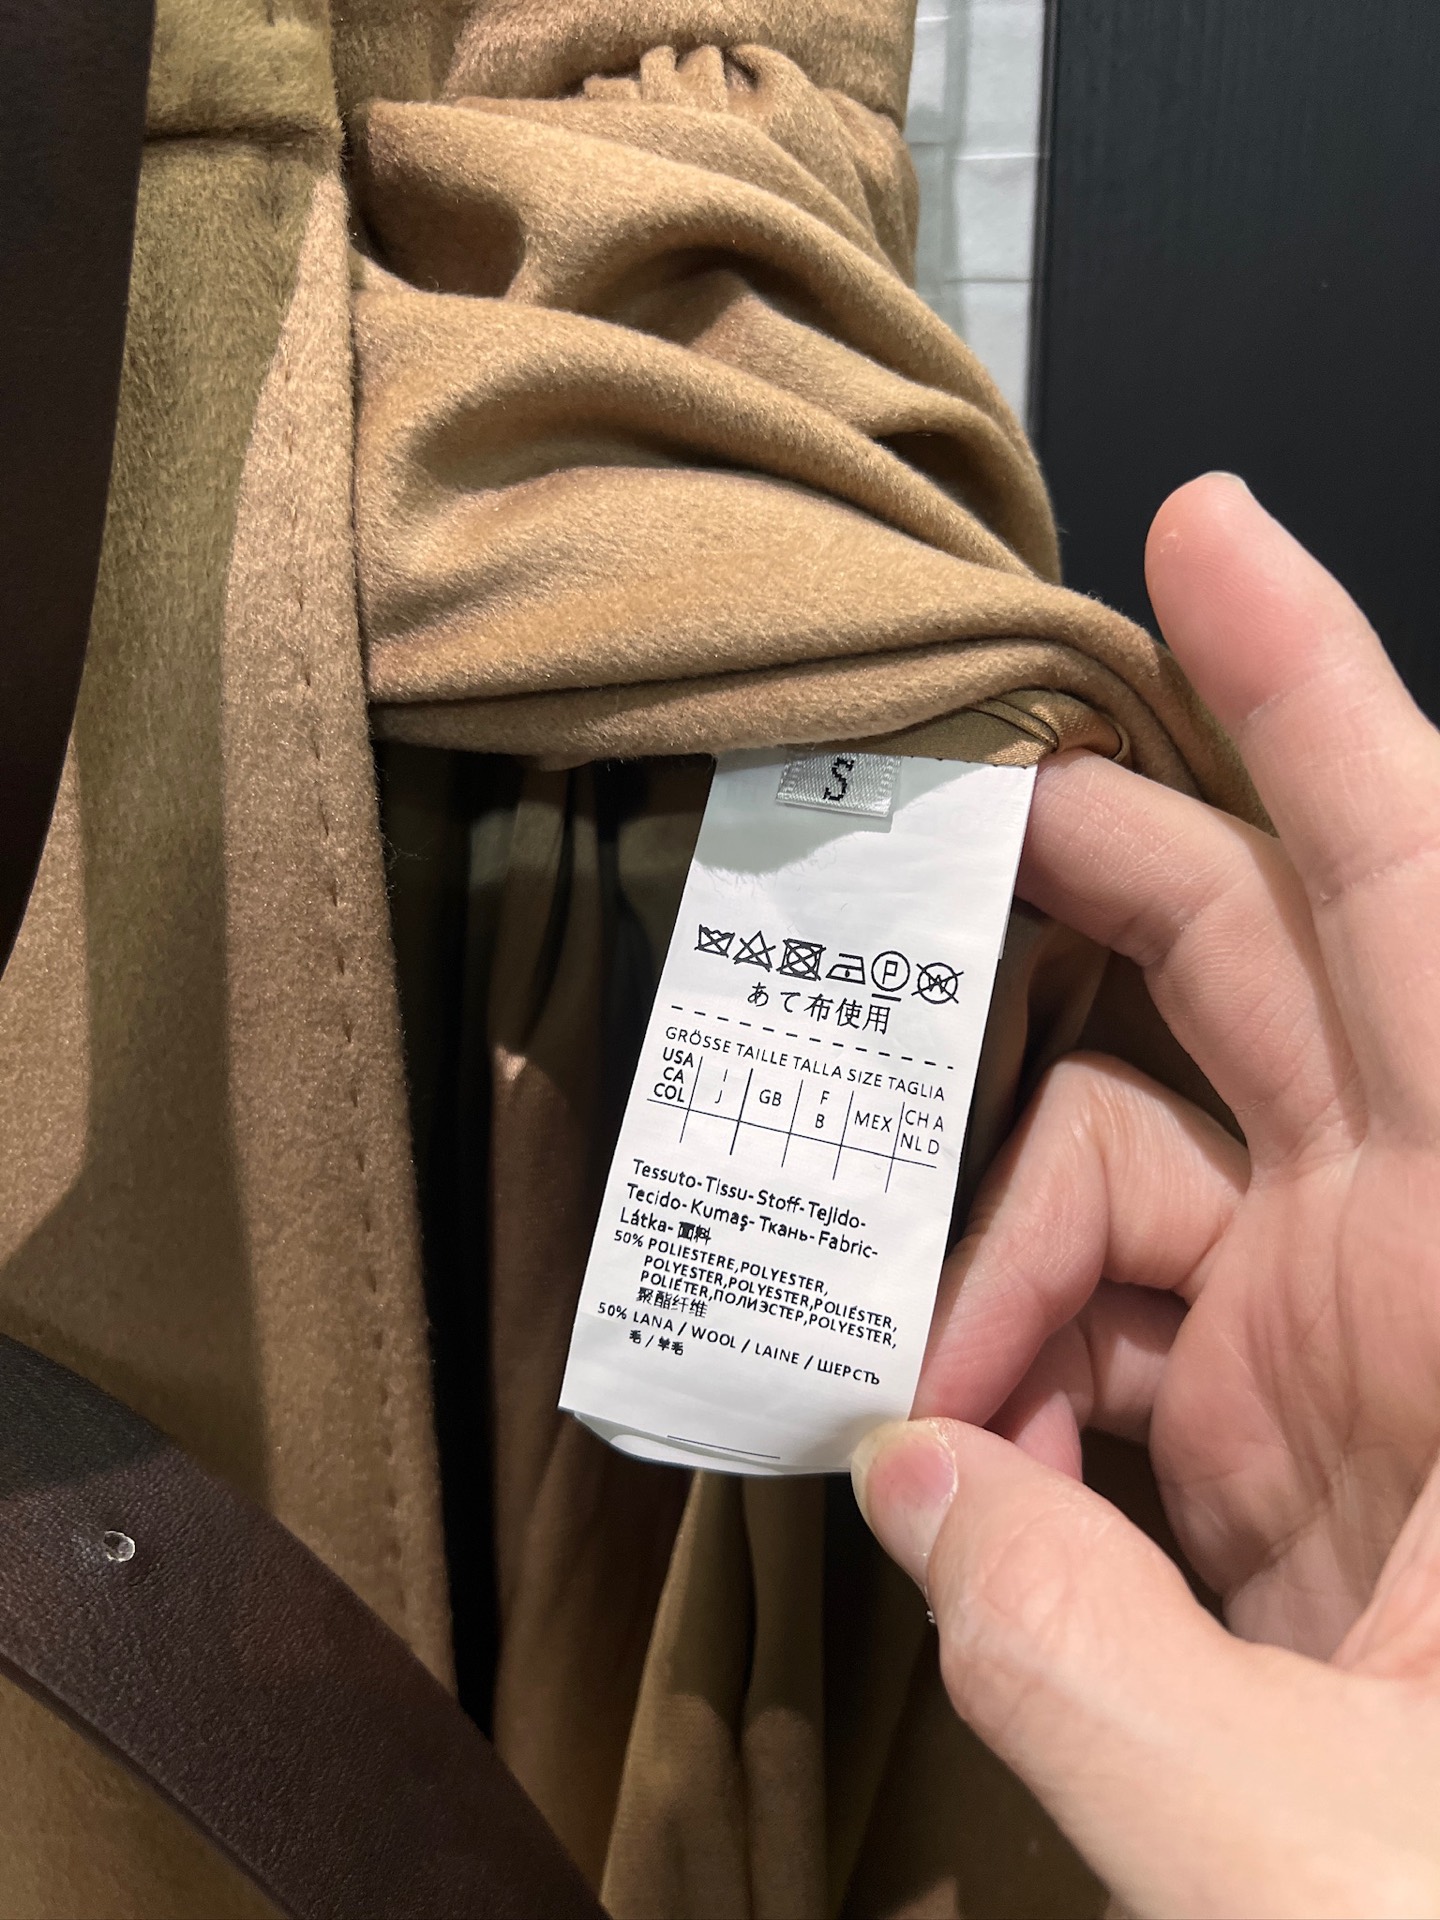 S
P W
あて布使用
GRÖSSE TAILLE TALLA SIZE TAGLIA
USA CA COL I J GB F B MEX CH A NL D
Tessuto-Tissu-Stoff-Tejido-
Tecido-Kumaş-Ткань-Fabric-
Látka-面料
50% POLIESTERE,POLYESTER,
POLYESTER,POLYESTER,POLIÉSTER,
POLIÉTER,ПОЛИЭСТЕР,POLYESTER,
聚酯纤维
50% LANA / WOOL / LAINE / ШЕРСТЬ
毛 / 羊毛